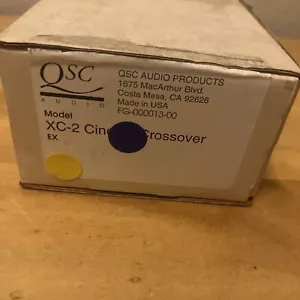 QSC
AUDIO
QSC AUDIO PRODUCTS
1675 MacArthur Blvd.
Costa Mesa, CA 92626
Made in USA
FG-000013-00
Model
XC-2 Cin Crossover
EX